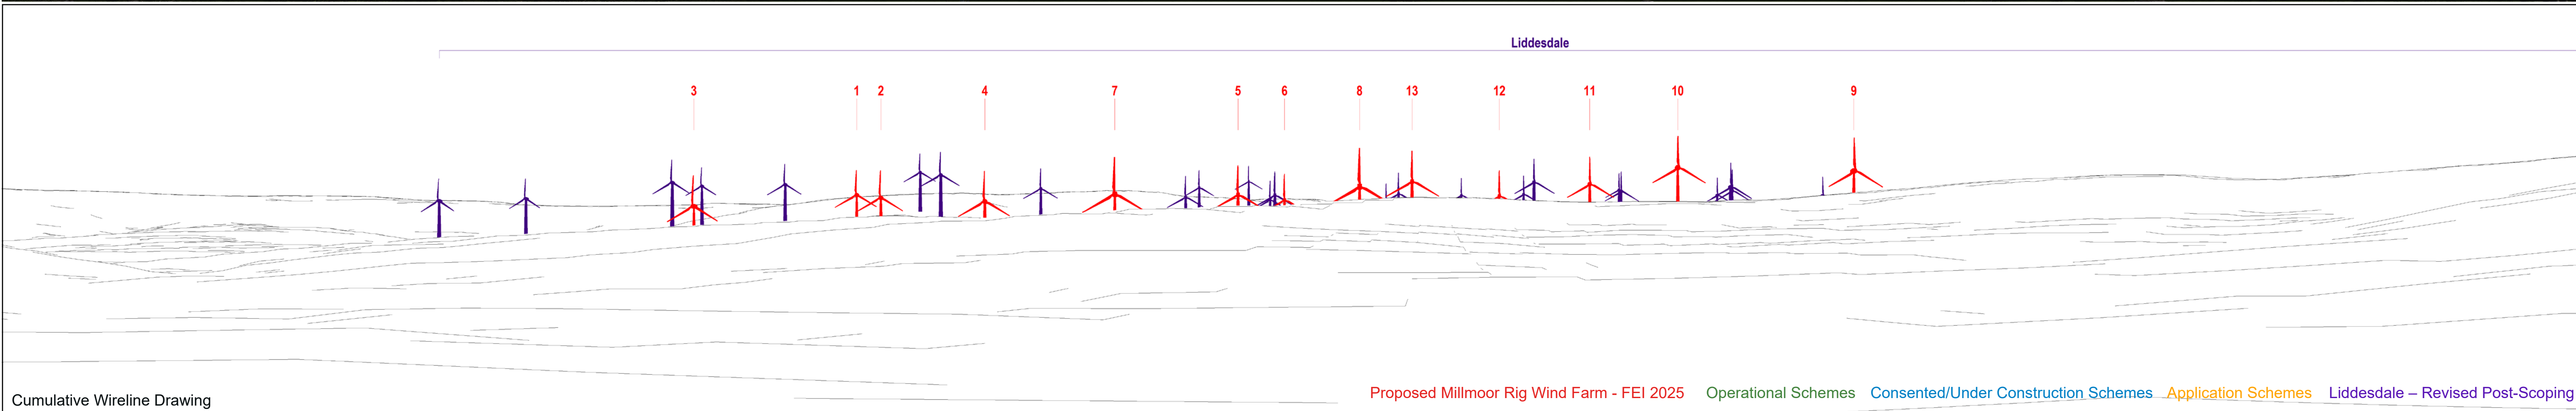 Liddesdale
3 1 2 4 7 5 6 8 13 12 11 10 9
Proposed Millmoor Rig Wind Farm - FEI 2025 Operational Schemes Consented/Under Construction Schemes Application Schemes Liddesdale – Revised Post-Scoping
Cumulative Wireline Drawing